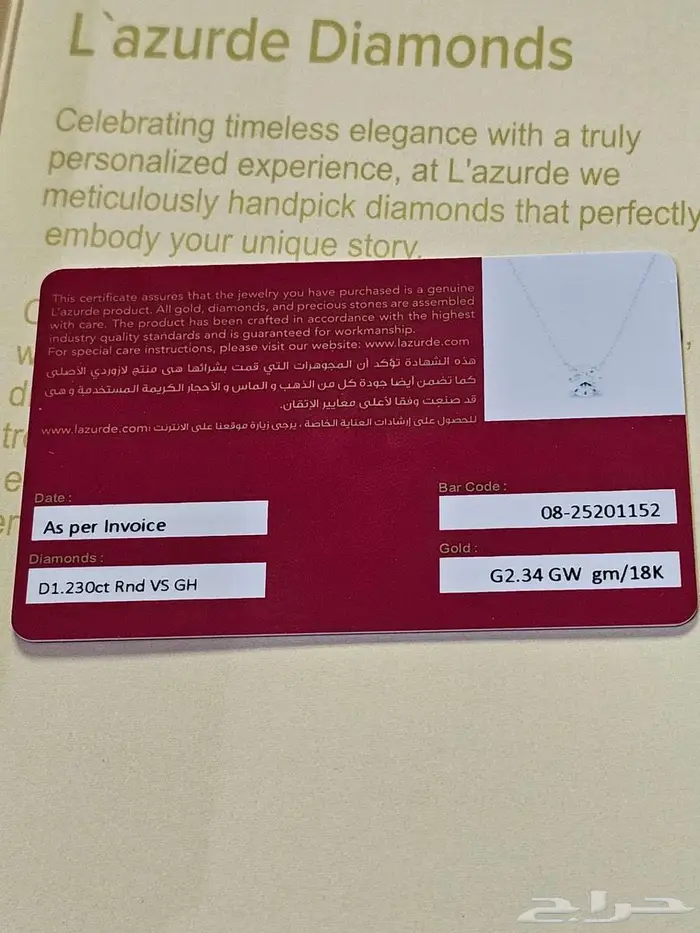 L`azurde Diamonds
Celebrating timeless elegance with a truly
personalized experience, at L'azurde we
meticulously handpick diamonds that perfectly
embody your unique story.
This certificate assures that the jewelry you have purchased is a genuine
L'azurde product. All gold, diamonds, and precious stones are assembled
with care. The product has been crafted in accordance with the highest
industry quality standards and is guaranteed for workmanship.
For special care instructions, please visit our website: www.lazurde.com
هذه الشهادة تؤكد أن المجوهرات التي قمت بشرائها هي منتج لازوردي الأصلي
كما تضمن أيضا جودة كل من الذهب و الماس و الأحجار الكريمة المستخدمة و هي
قد صنعت وفقا لأعلى معايير الإتقان.
للحصول على إرشادات العناية الخاصة ، يرجى زيارة موقعنا على الانترنت :www.lazurde.com
Date :
As per Invoice
Bar Code :
08-25201152
Diamonds :
D1.230ct Rnd VS GH
Gold :
G2.34 GW gm/18K
حراج